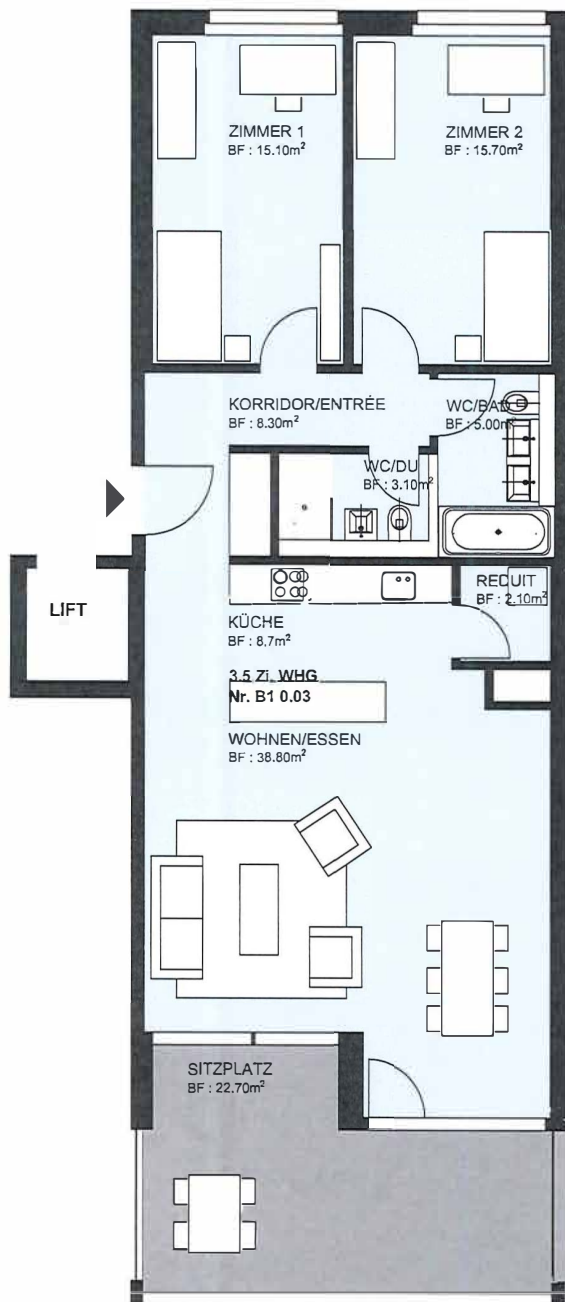 ZIMMER 1
BF : 15.10m²
ZIMMER 2
BF : 15.70m²
KORRIDOR/ENTRÉE
BF : 8.30m²
WC/BAD
BF : 5.00m²
WC/DU
BF : 3.10m²
LIFT
REDUIT
BF : 2.10m²
KÜCHE
BF : 8,7m²
3.5 Zi. WHG
Nr. B1 0.03
WOHNEN/ESSEN
BF : 38.80m²
SITZPLATZ
BF : 22.70m²